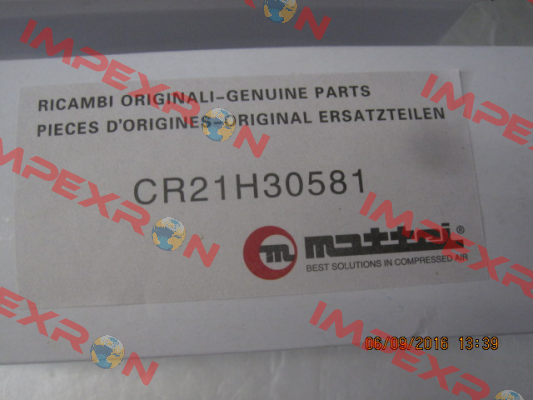 RICAMBI ORIGINALI-GENUINE PARTS
PIECES D'ORIGINES-ORIGINAL ERSATZTEILEN
CR21H30581
m mattei®
BEST SOLUTIONS IN COMPRESSED AIR
06/09/2016 13:39
IMPEXRON
IMPEXRON
IMPEXRON
IMPEXRON
IMPEXRON
IMPEXRON